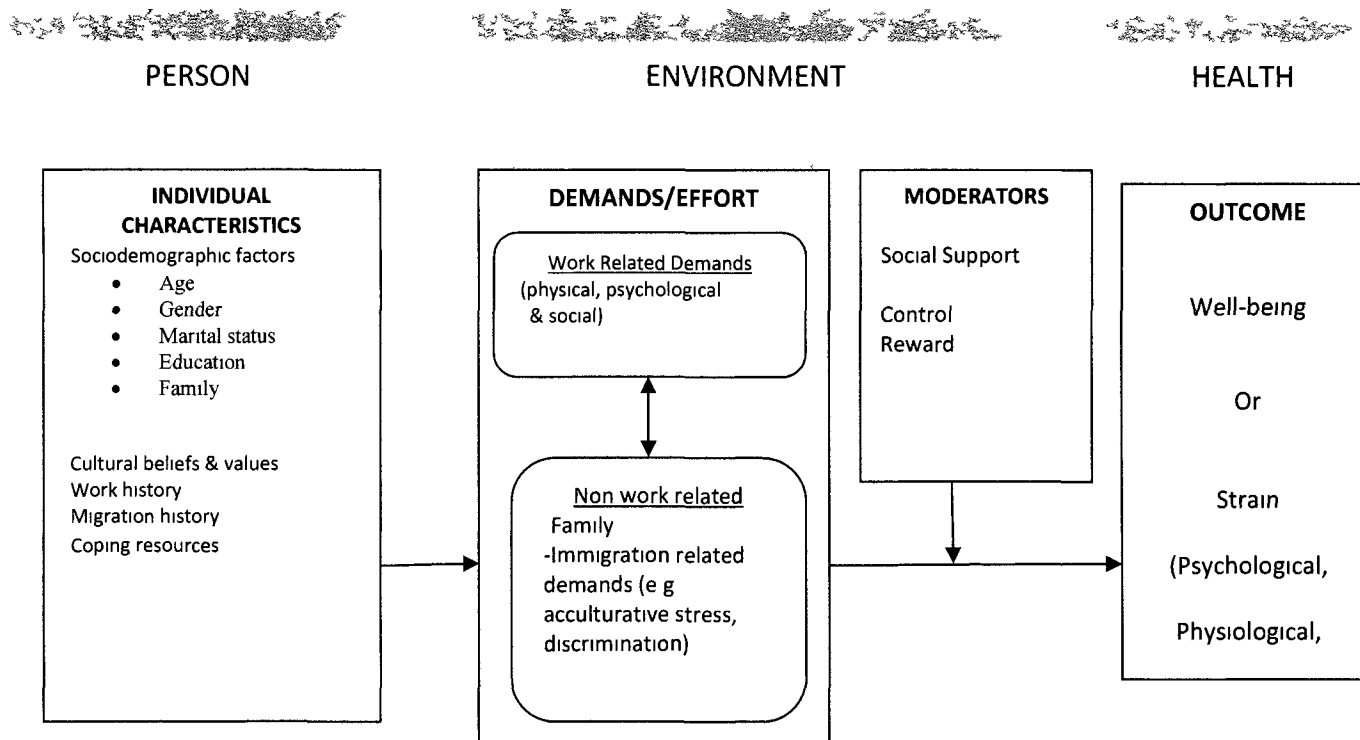 PERSON
ENVIRONMENT
HEALTH
INDIVIDUAL
CHARACTERISTICS
Sociodemographic factors
• Age
• Gender
• Marital status
• Education
• Family
Cultural beliefs & values
Work history
Migration history
Coping resources
DEMANDS/EFFORT
Work Related Demands
(physical, psychological
& social)
Non work related
Family
-Immigration related
demands (e g
acculturative stress,
discrimination)
MODERATORS
Social Support
Control
Reward
OUTCOME
Well-being
Or
Strain
(Psychological,
Physiological,